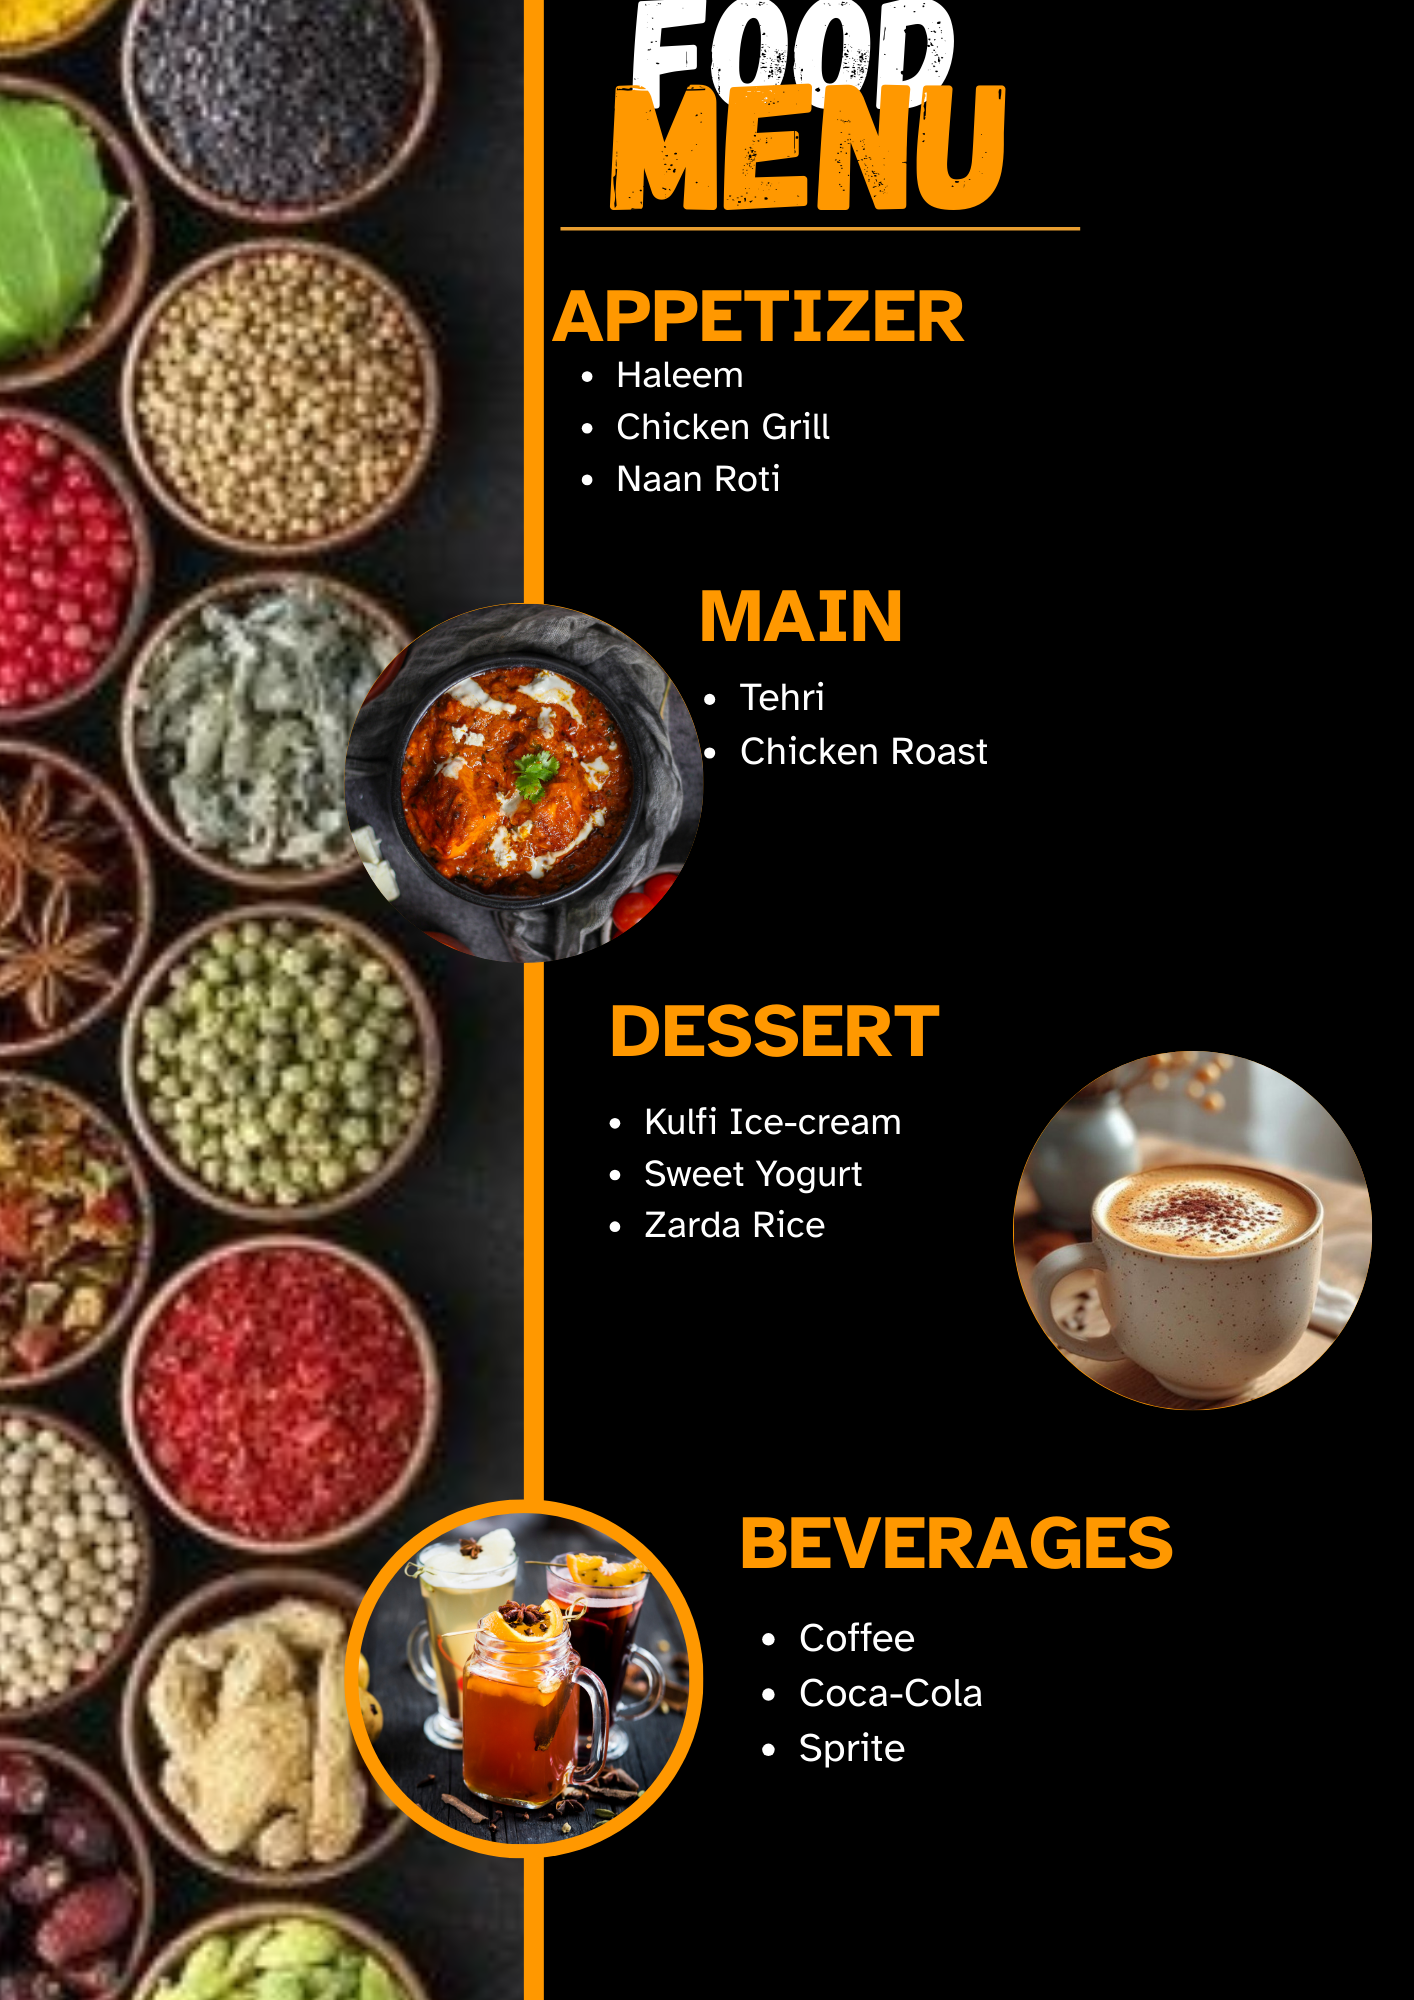 FOOD
MENU
APPETIZER
• Haleem
• Chicken Grill
• Naan Roti
MAIN
• Tehri
• Chicken Roast
DESSERT
• Kulfi Ice-cream
• Sweet Yogurt
• Zarda Rice
BEVERAGES
• Coffee
• Coca-Cola
• Sprite